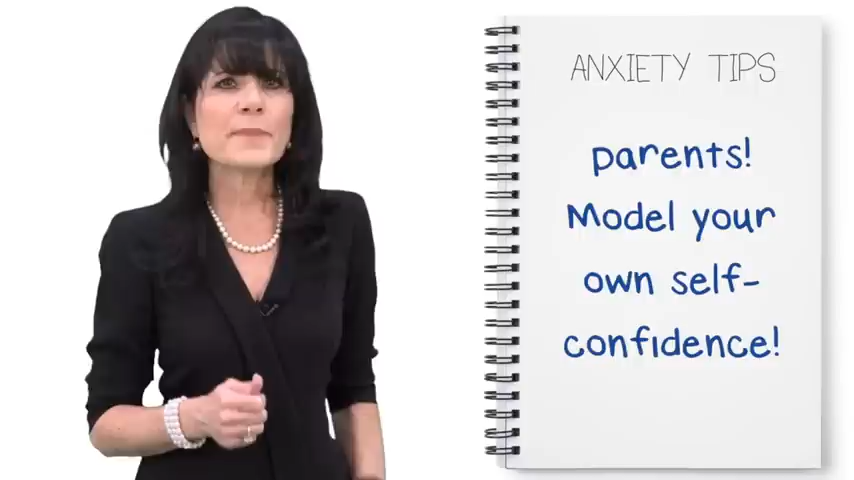 ANXIETY TIPS
parents!
Model your
own self-
confidence!